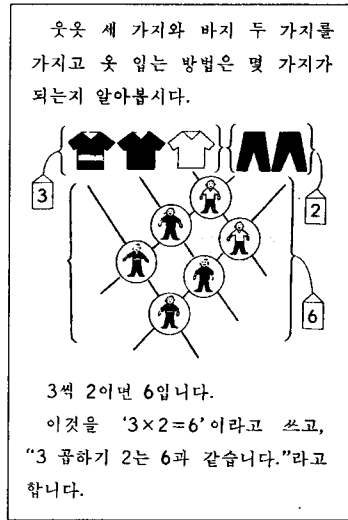 웃옷 세 가지와 바지 두 가지를
가지고 옷 입는 방법은 몇 가지가
되는지 알아봅시다.
3
2
6
3씩 2이면 6입니다.
이것을 '3×2=6'이라고 쓰고,
“3 곱하기 2는 6과 같습니다.”라고
합니다.